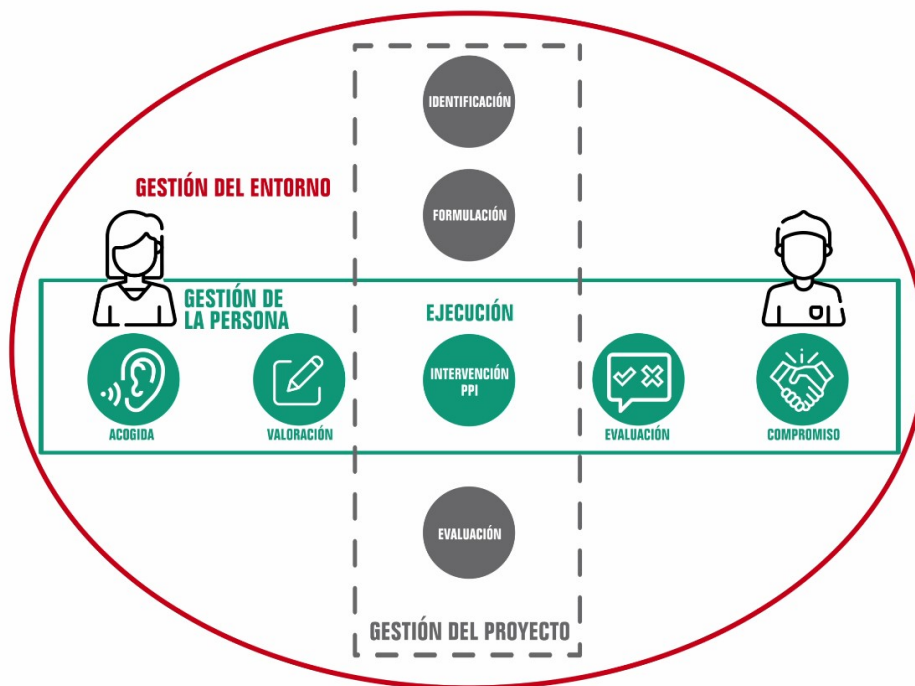 IDENTIFICACIÓN
GESTIÓN DEL ENTORNO
FORMULACIÓN
GESTIÓN DE
LA PERSONA
EJECUCIÓN
INTERVENCIÓN
PPI
ACOGIDA
VALORACIÓN
EVALUACIÓN
COMPROMISO
EVALUACIÓN
GESTIÓN DEL PROYECTO